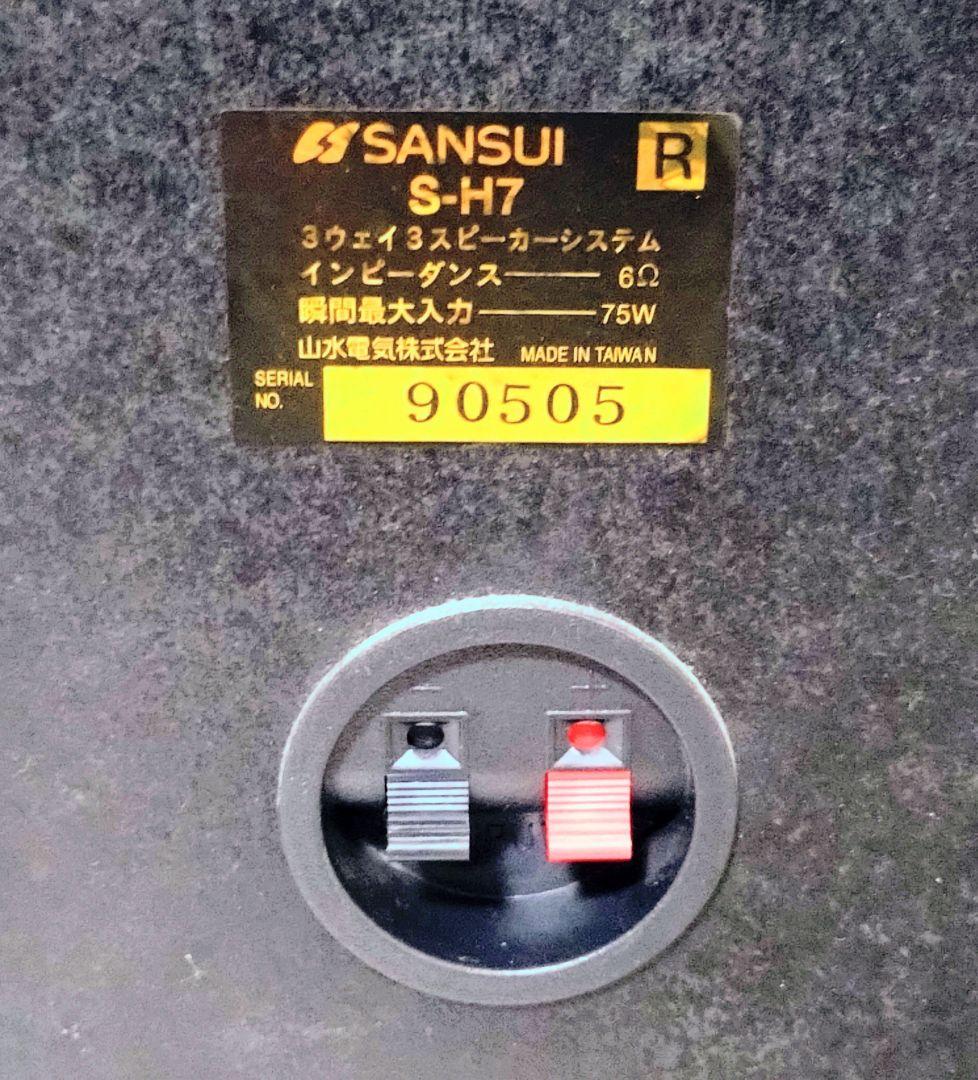 SANSUI R
S-H7
3ウェイ3スピーカーシステム
インピーダンス―― 6Ω
瞬間最大入力――75W
山水電気株式会社 MADE IN TAIWAN
SERIAL NO. 90505